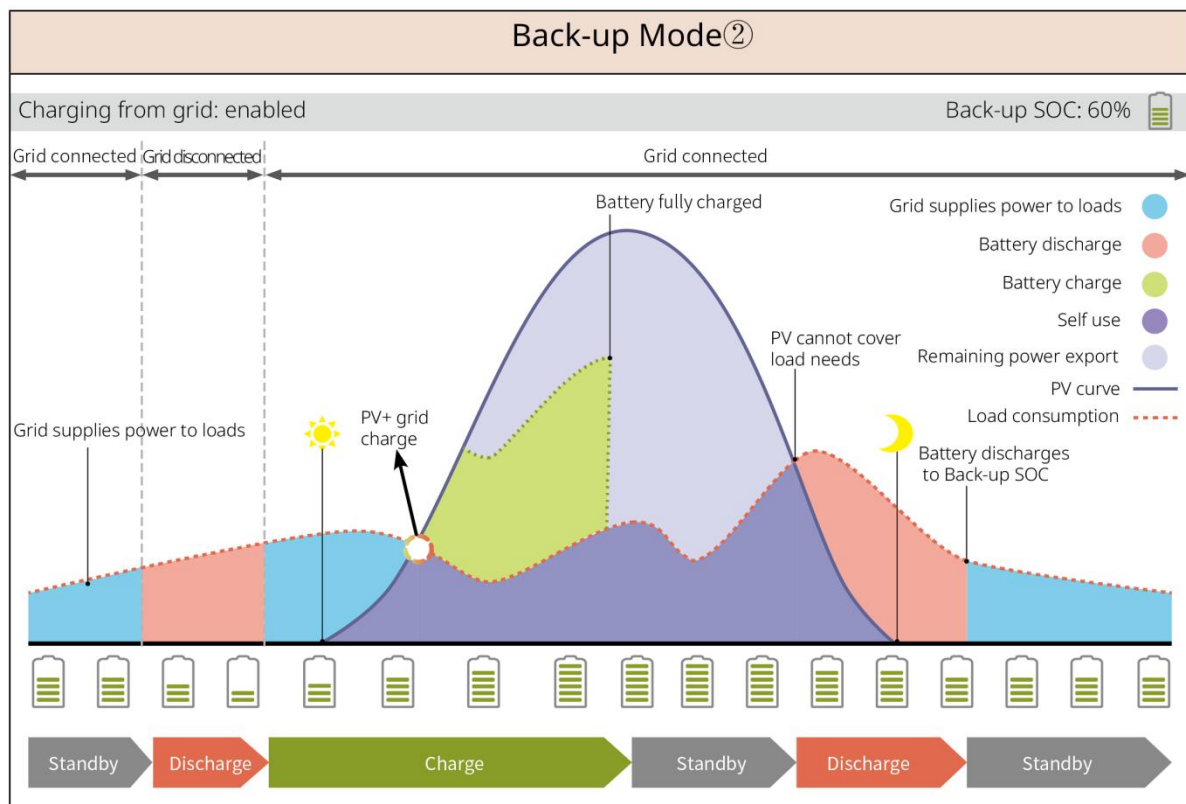 Back-up Mode②
Charging from grid: enabled
Back-up SOC: 60%
Grid connected
Grid disconnected
Grid connected
Battery fully charged
Grid supplies power to loads
Battery discharge
Battery charge
Self use
Remaining power export
PV curve
Load consumption
PV cannot cover
load needs
PV+ grid
charge
Grid supplies power to loads
Battery discharges
to Back-up SOC
Standby
Discharge
Charge
Standby
Discharge
Standby